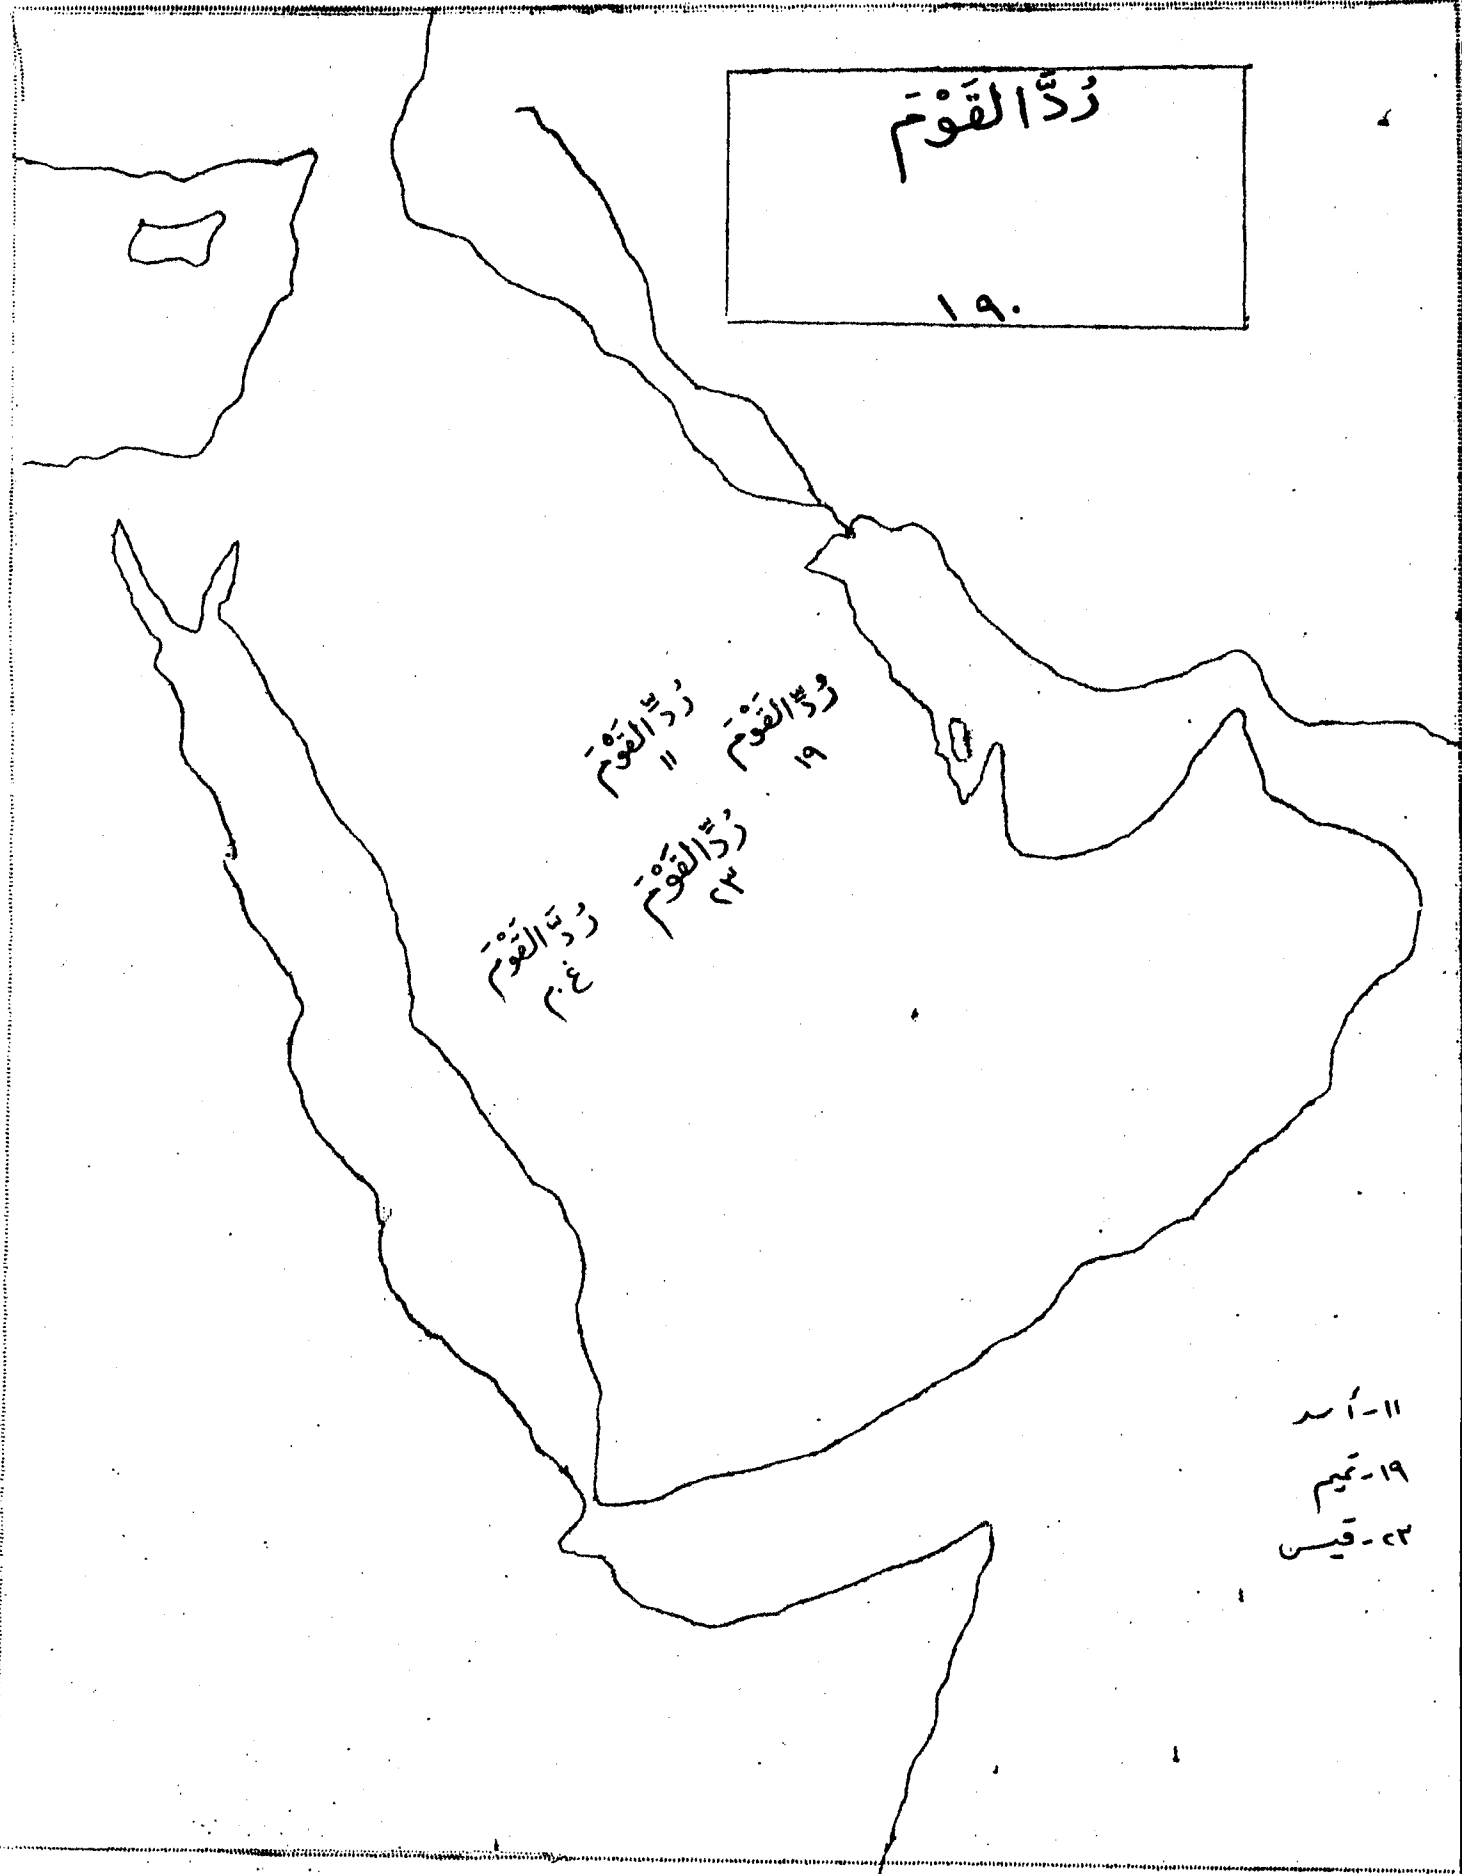 رُدَّ القَوْمَ
١٩٠
رُدَّ القَوْمَ
١١
رُدَّ القَوْمَ
١٩
رُدَّ القَوْمَ
٢٣
رُدَّ القَوْمَ
١١-أسد
١٩-تميم
٢٣-قيس